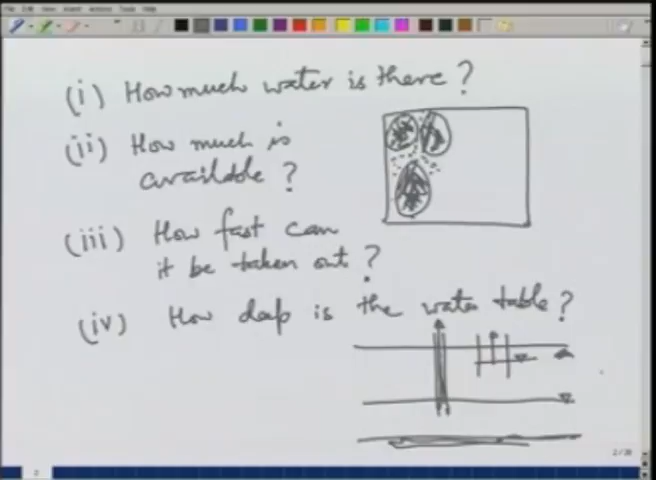 (i) How much water is there?
(ii) How much is
available?
(iii) How fast can
it be taken out?
(iv) How deep is the water table?